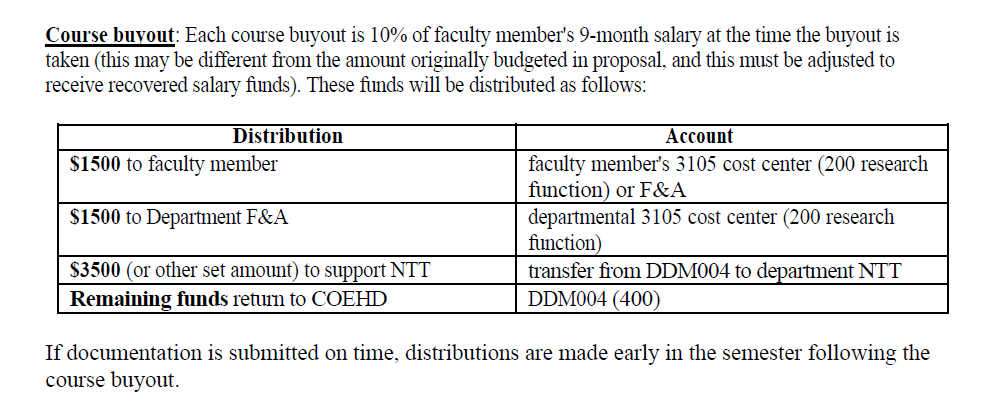 Course buyout: Each course buyout is 10% of faculty member's 9-month salary at the time the buyout is
taken (this may be different from the amount originally budgeted in proposal, and this must be adjusted to
receive recovered salary funds). These funds will be distributed as follows:
Distribution Account
$1500 to faculty member faculty member's 3105 cost center (200 research
function) or F&A
$1500 to Department F&A departmental 3105 cost center (200 research
function)
$3500 (or other set amount) to support NTT transfer from DDM004 to department NTT
Remaining funds return to COEHD DDM004 (400)
If documentation is submitted on time, distributions are made early in the semester following the
course buyout.